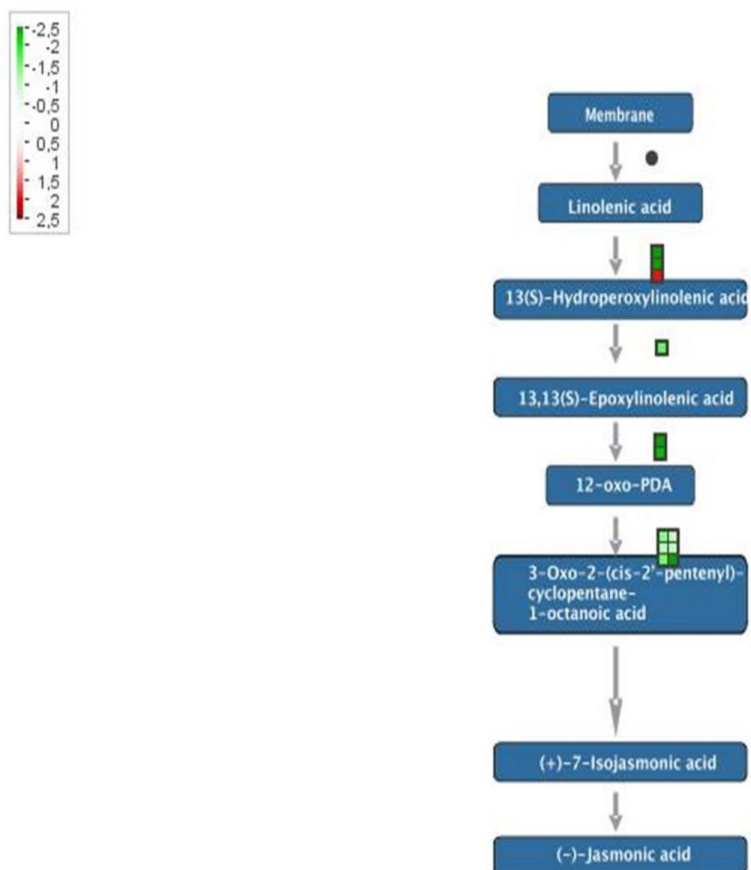 -2,5
-2
-1,5
-1
-0,5
0
0,5
1
1,5
2
2,5
Membrane
Linolenic acid
13(S)-Hydroperoxylinolenic acid
13,13(S)-Epoxylinolenic acid
12-oxo-PDA
3-Oxo-2-(cis-2'-pentenyl)-
cyclopentane-
1-octanoic acid
(+)-7-Isojasmonic acid
(-)-Jasmonic acid